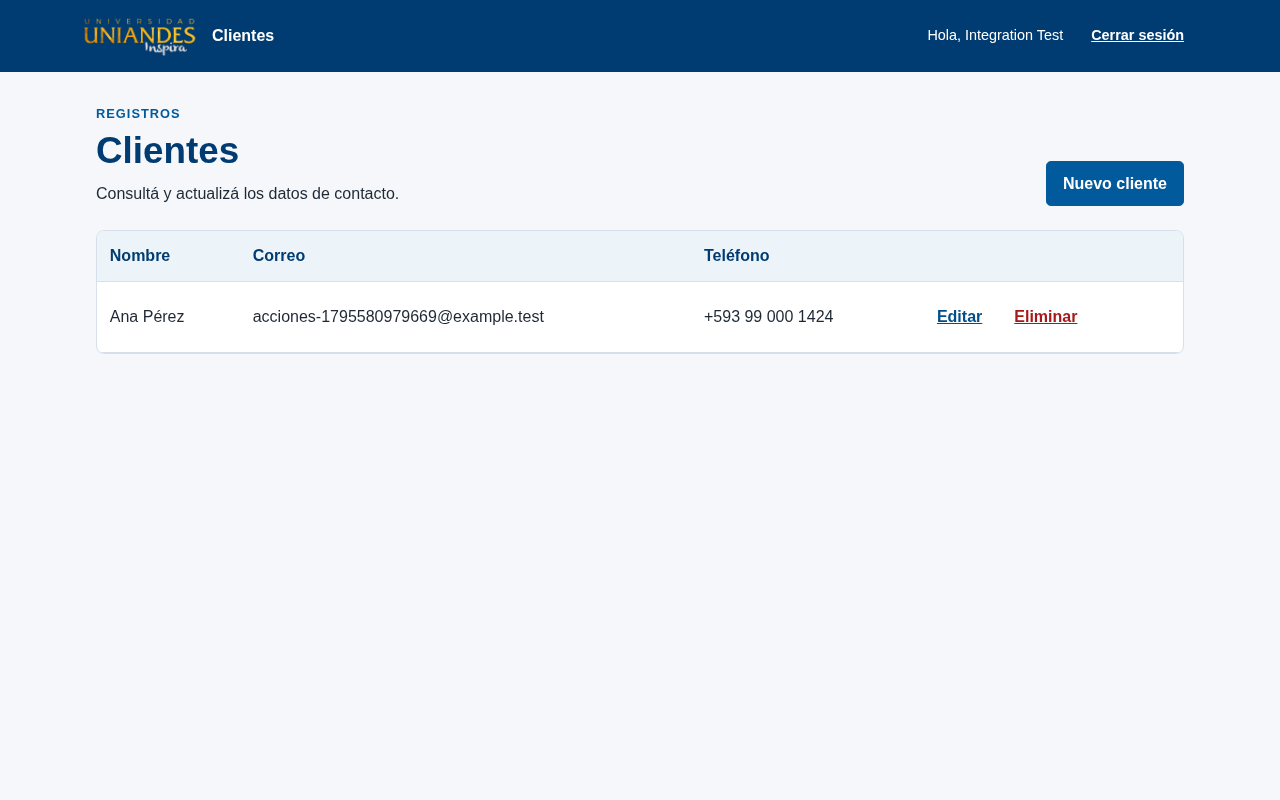 UNIVERSIDAD
UNIANDES
Inspira
Clientes
Hola, Integration Test
Cerrar sesión
REGISTROS
Clientes
Consultá y actualizá los datos de contacto.
Nuevo cliente
Nombre Correo Teléfono
Ana Pérez acciones-1795580979669@example.test +593 99 000 1424 Editar Eliminar